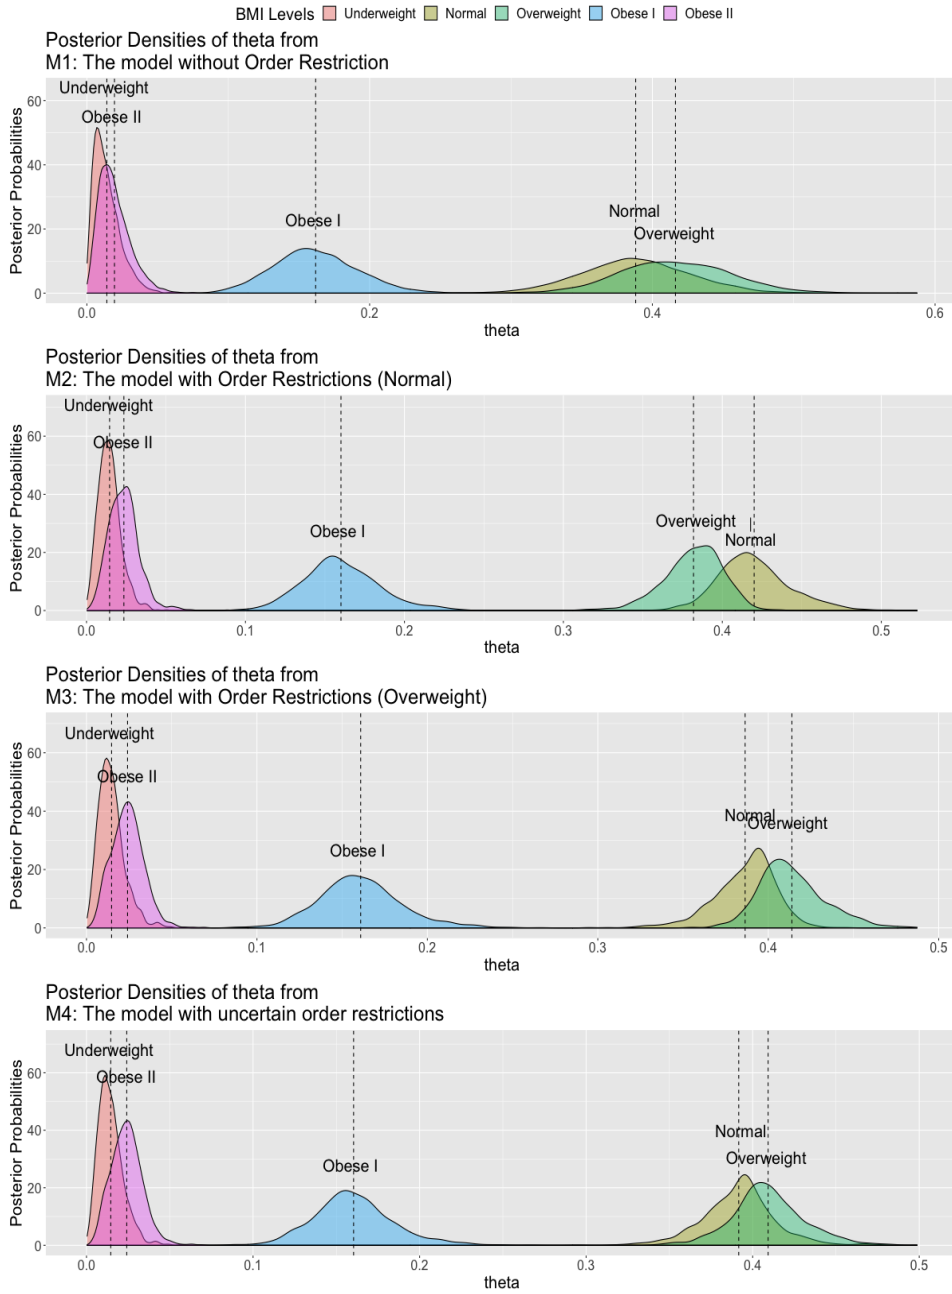 BMI Levels Underweight Normal Overweight Obese I Obese II
Posterior Densities of theta from
M1: The model without Order Restriction
Underweight
Obese II
Obese I
Normal
Overweight
Posterior Probabilities
60
40
20
0
0.0 0.2 0.4 0.6
theta
Posterior Densities of theta from
M2: The model with Order Restrictions (Normal)
Underweight
Obese II
Obese I
Overweight
Normal
Posterior Probabilities
60
40
20
0
0.0 0.1 0.2 0.3 0.4 0.5
theta
Posterior Densities of theta from
M3: The model with Order Restrictions (Overweight)
Underweight
Obese II
Obese I
Normal
Overweight
Posterior Probabilities
60
40
20
0
0.0 0.1 0.2 0.3 0.4 0.5
theta
Posterior Densities of theta from
M4: The model with uncertain order restrictions
Underweight
Obese II
Obese I
Normal
Overweight
Posterior Probabilities
60
40
20
0
0.0 0.1 0.2 0.3 0.4 0.5
theta